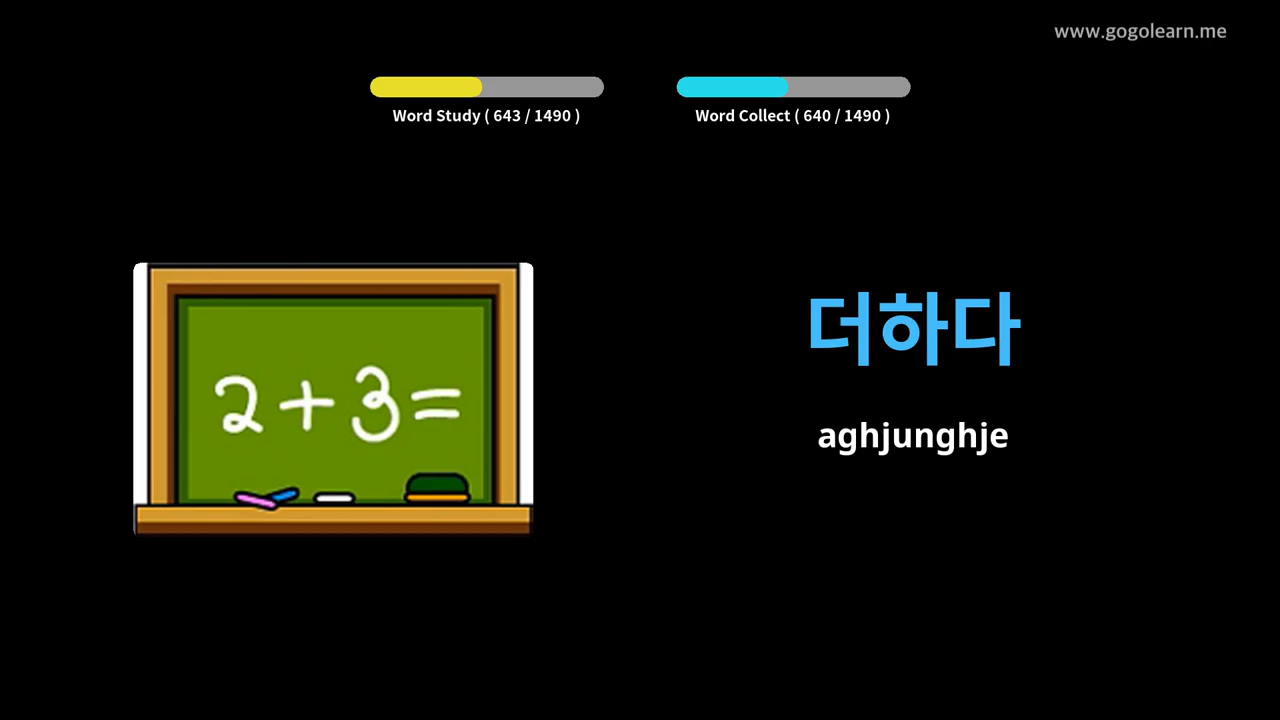 www.gogolearn.me
Word Study ( 643 / 1490 )
Word Collect ( 640 / 1490 )
2+3=
더하다
aghjunghje